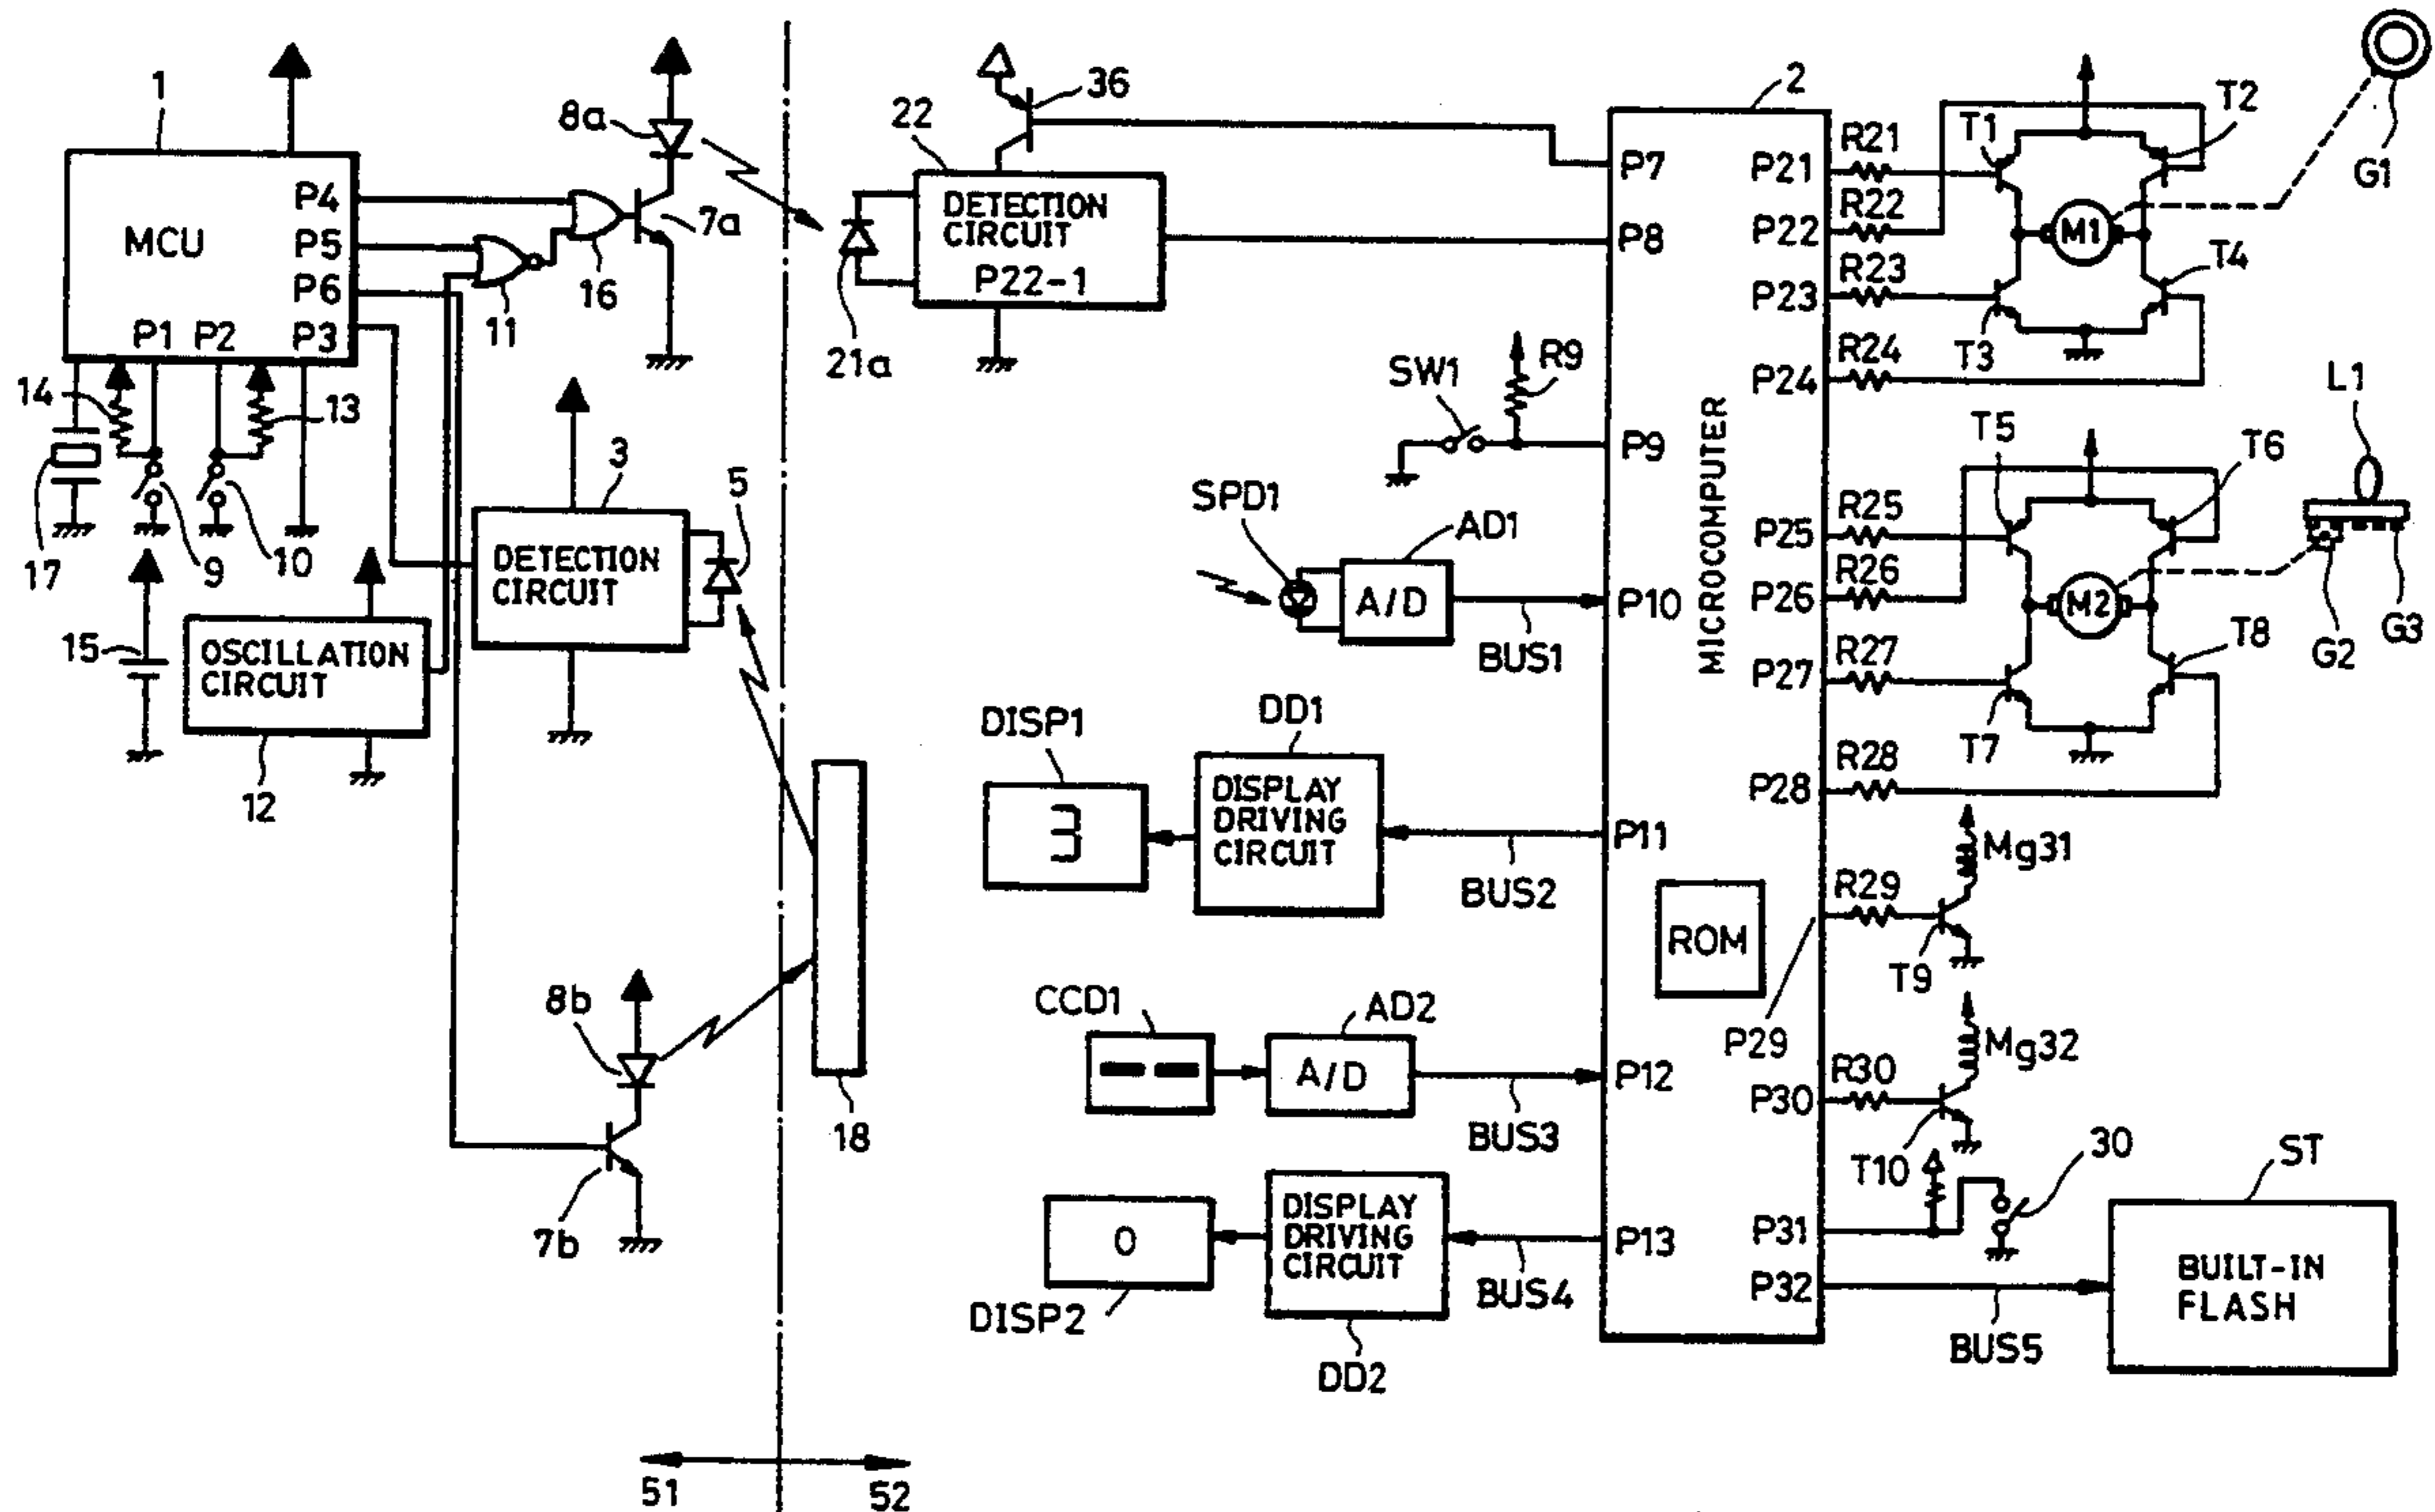 1
MCU
P4
P5
P6
P1
P2
P3
14
13
17
9
10
15
OSCILLATION
CIRCUIT
12
11
16
8a
7a
3
DETECTION
CIRCUIT
5
8b
7b
18
51
52
22
DETECTION
CIRCUIT
P22-1
21a
36
SW1
R9
SPD1
AD1
A/D
BUS1
DISP1
3
DD1
DISPLAY
DRIVING
CIRCUIT
BUS2
CCD1
AD2
A/D
BUS3
DISP2
0
DISPLAY
DRIVING
CIRCUIT
DD2
BUS4
2
MICROCOMPUTER
ROM
P7
P8
P9
P10
P11
P12
P13
P21
P22
P23
P24
P25
P26
P27
P28
P29
P30
P31
P32
R21
R22
R23
R24
T1
T2
T3
T4
M1
G1
R25
R26
R27
R28
T5
T6
T7
T8
M2
L1
G2
G3
R29
T9
Mg31
R30
T10
Mg32
30
ST
BUILT-IN
FLASH
BUS5